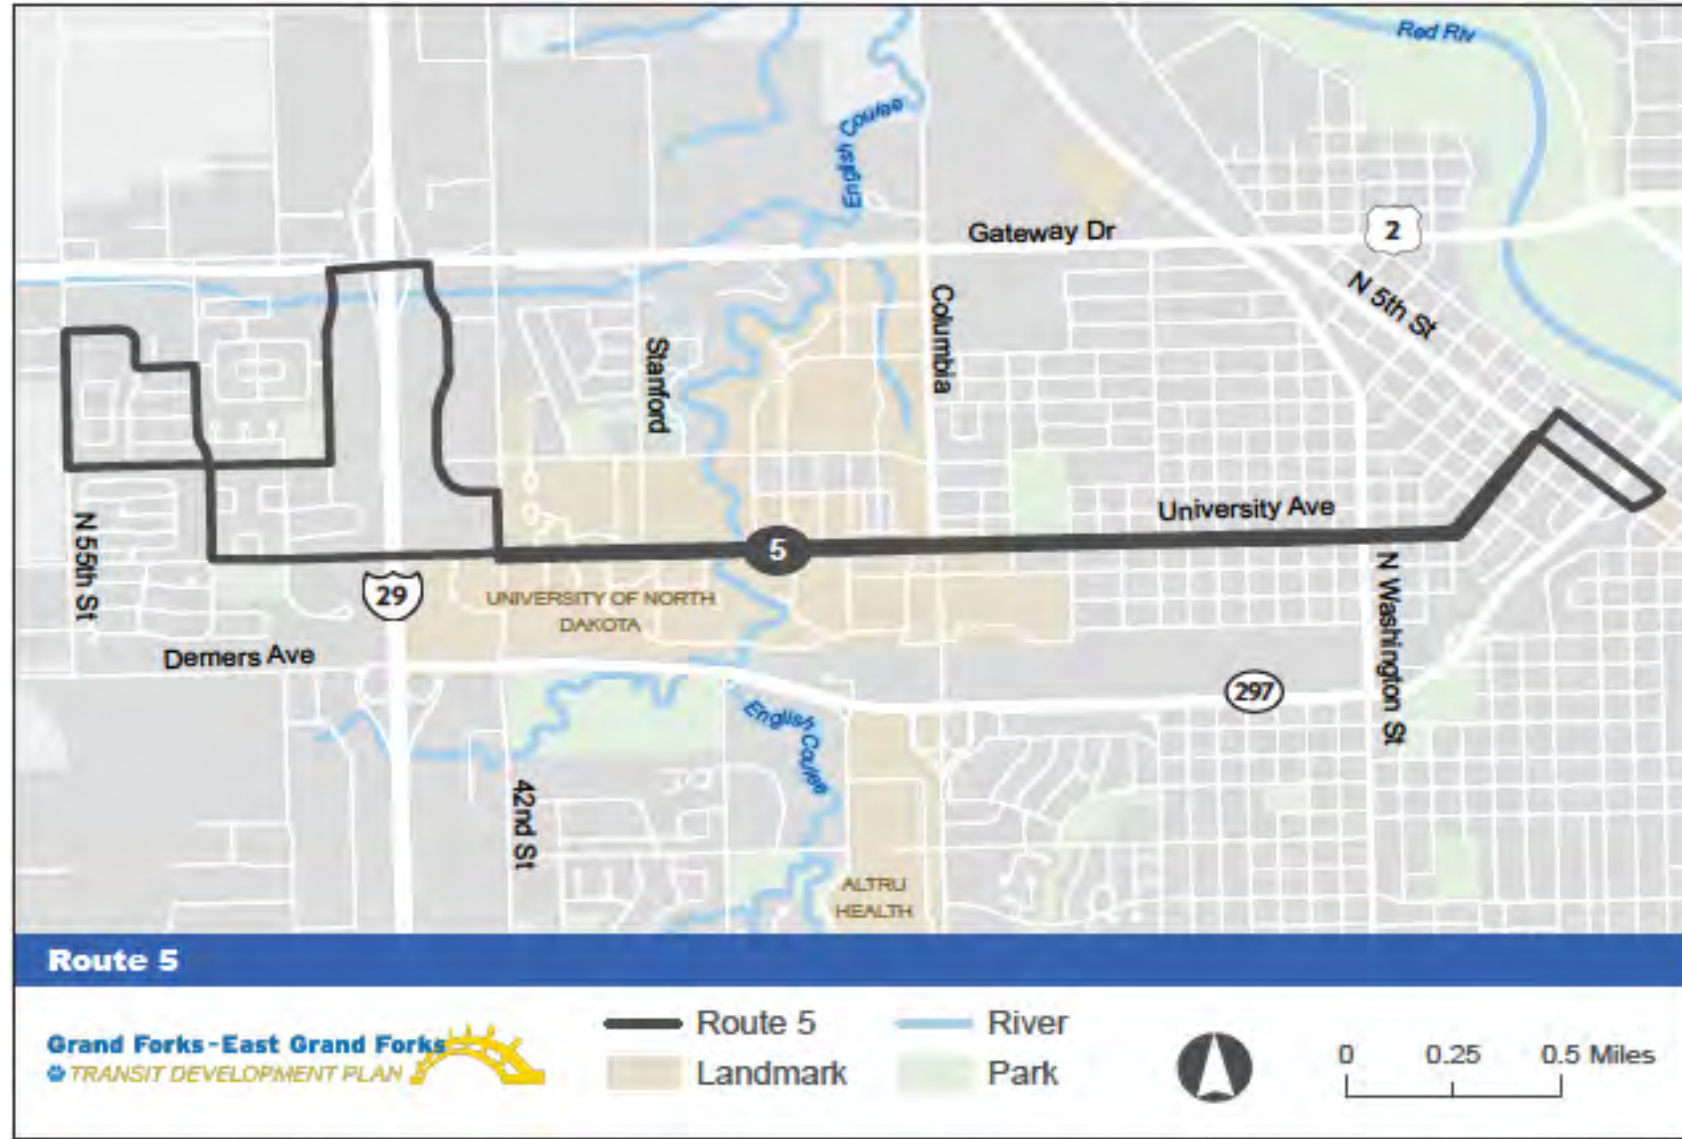 Red Riv
English Coulee
Gateway Dr
2
N 5th St
Columbia
Stanford
University Ave
5
N 55th St
29
UNIVERSITY OF NORTH
DAKOTA
Demers Ave
N Washington St
297
English Coulee
42nd St
ALTRU
HEALTH
Route 5
Grand Forks-East Grand Forks
TRANSIT DEVELOPMENT PLAN
Route 5
River
Landmark
Park
0 0.25 0.5 Miles